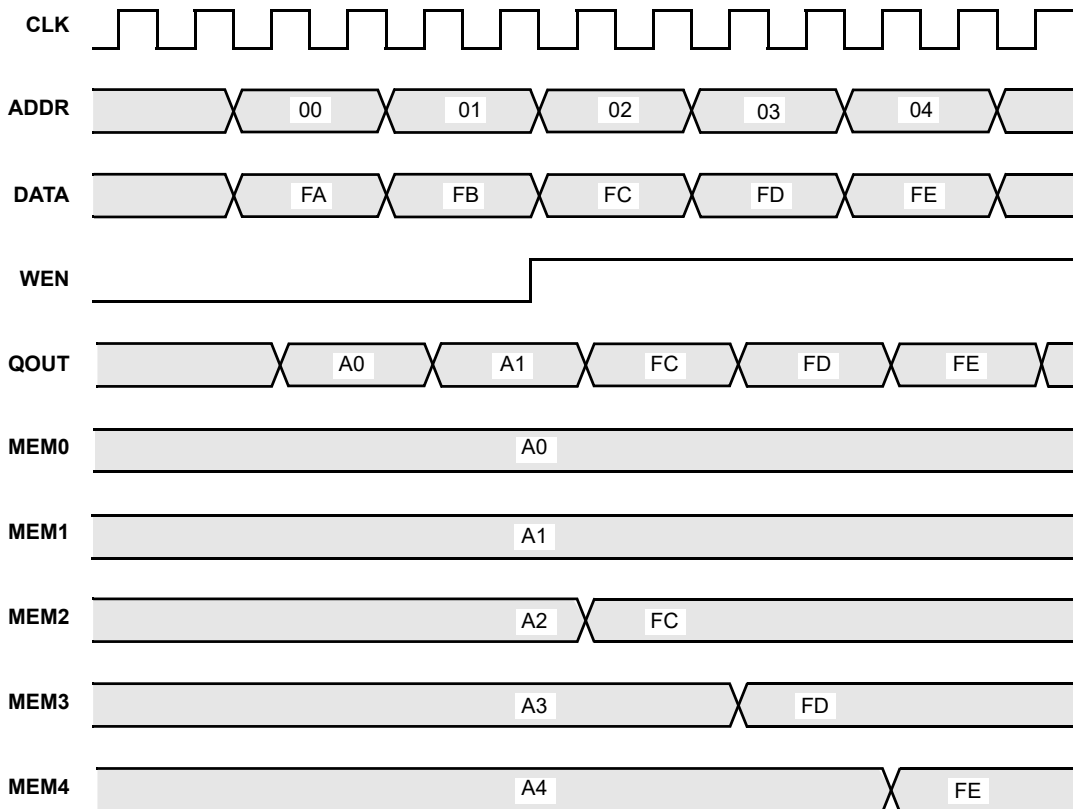 CLK
ADDR 00 01 02 03 04
DATA FA FB FC FD FE
WEN
QOUT A0 A1 FC FD FE
MEM0 A0
MEM1 A1
MEM2 A2 FC
MEM3 A3 FD
MEM4 A4 FE